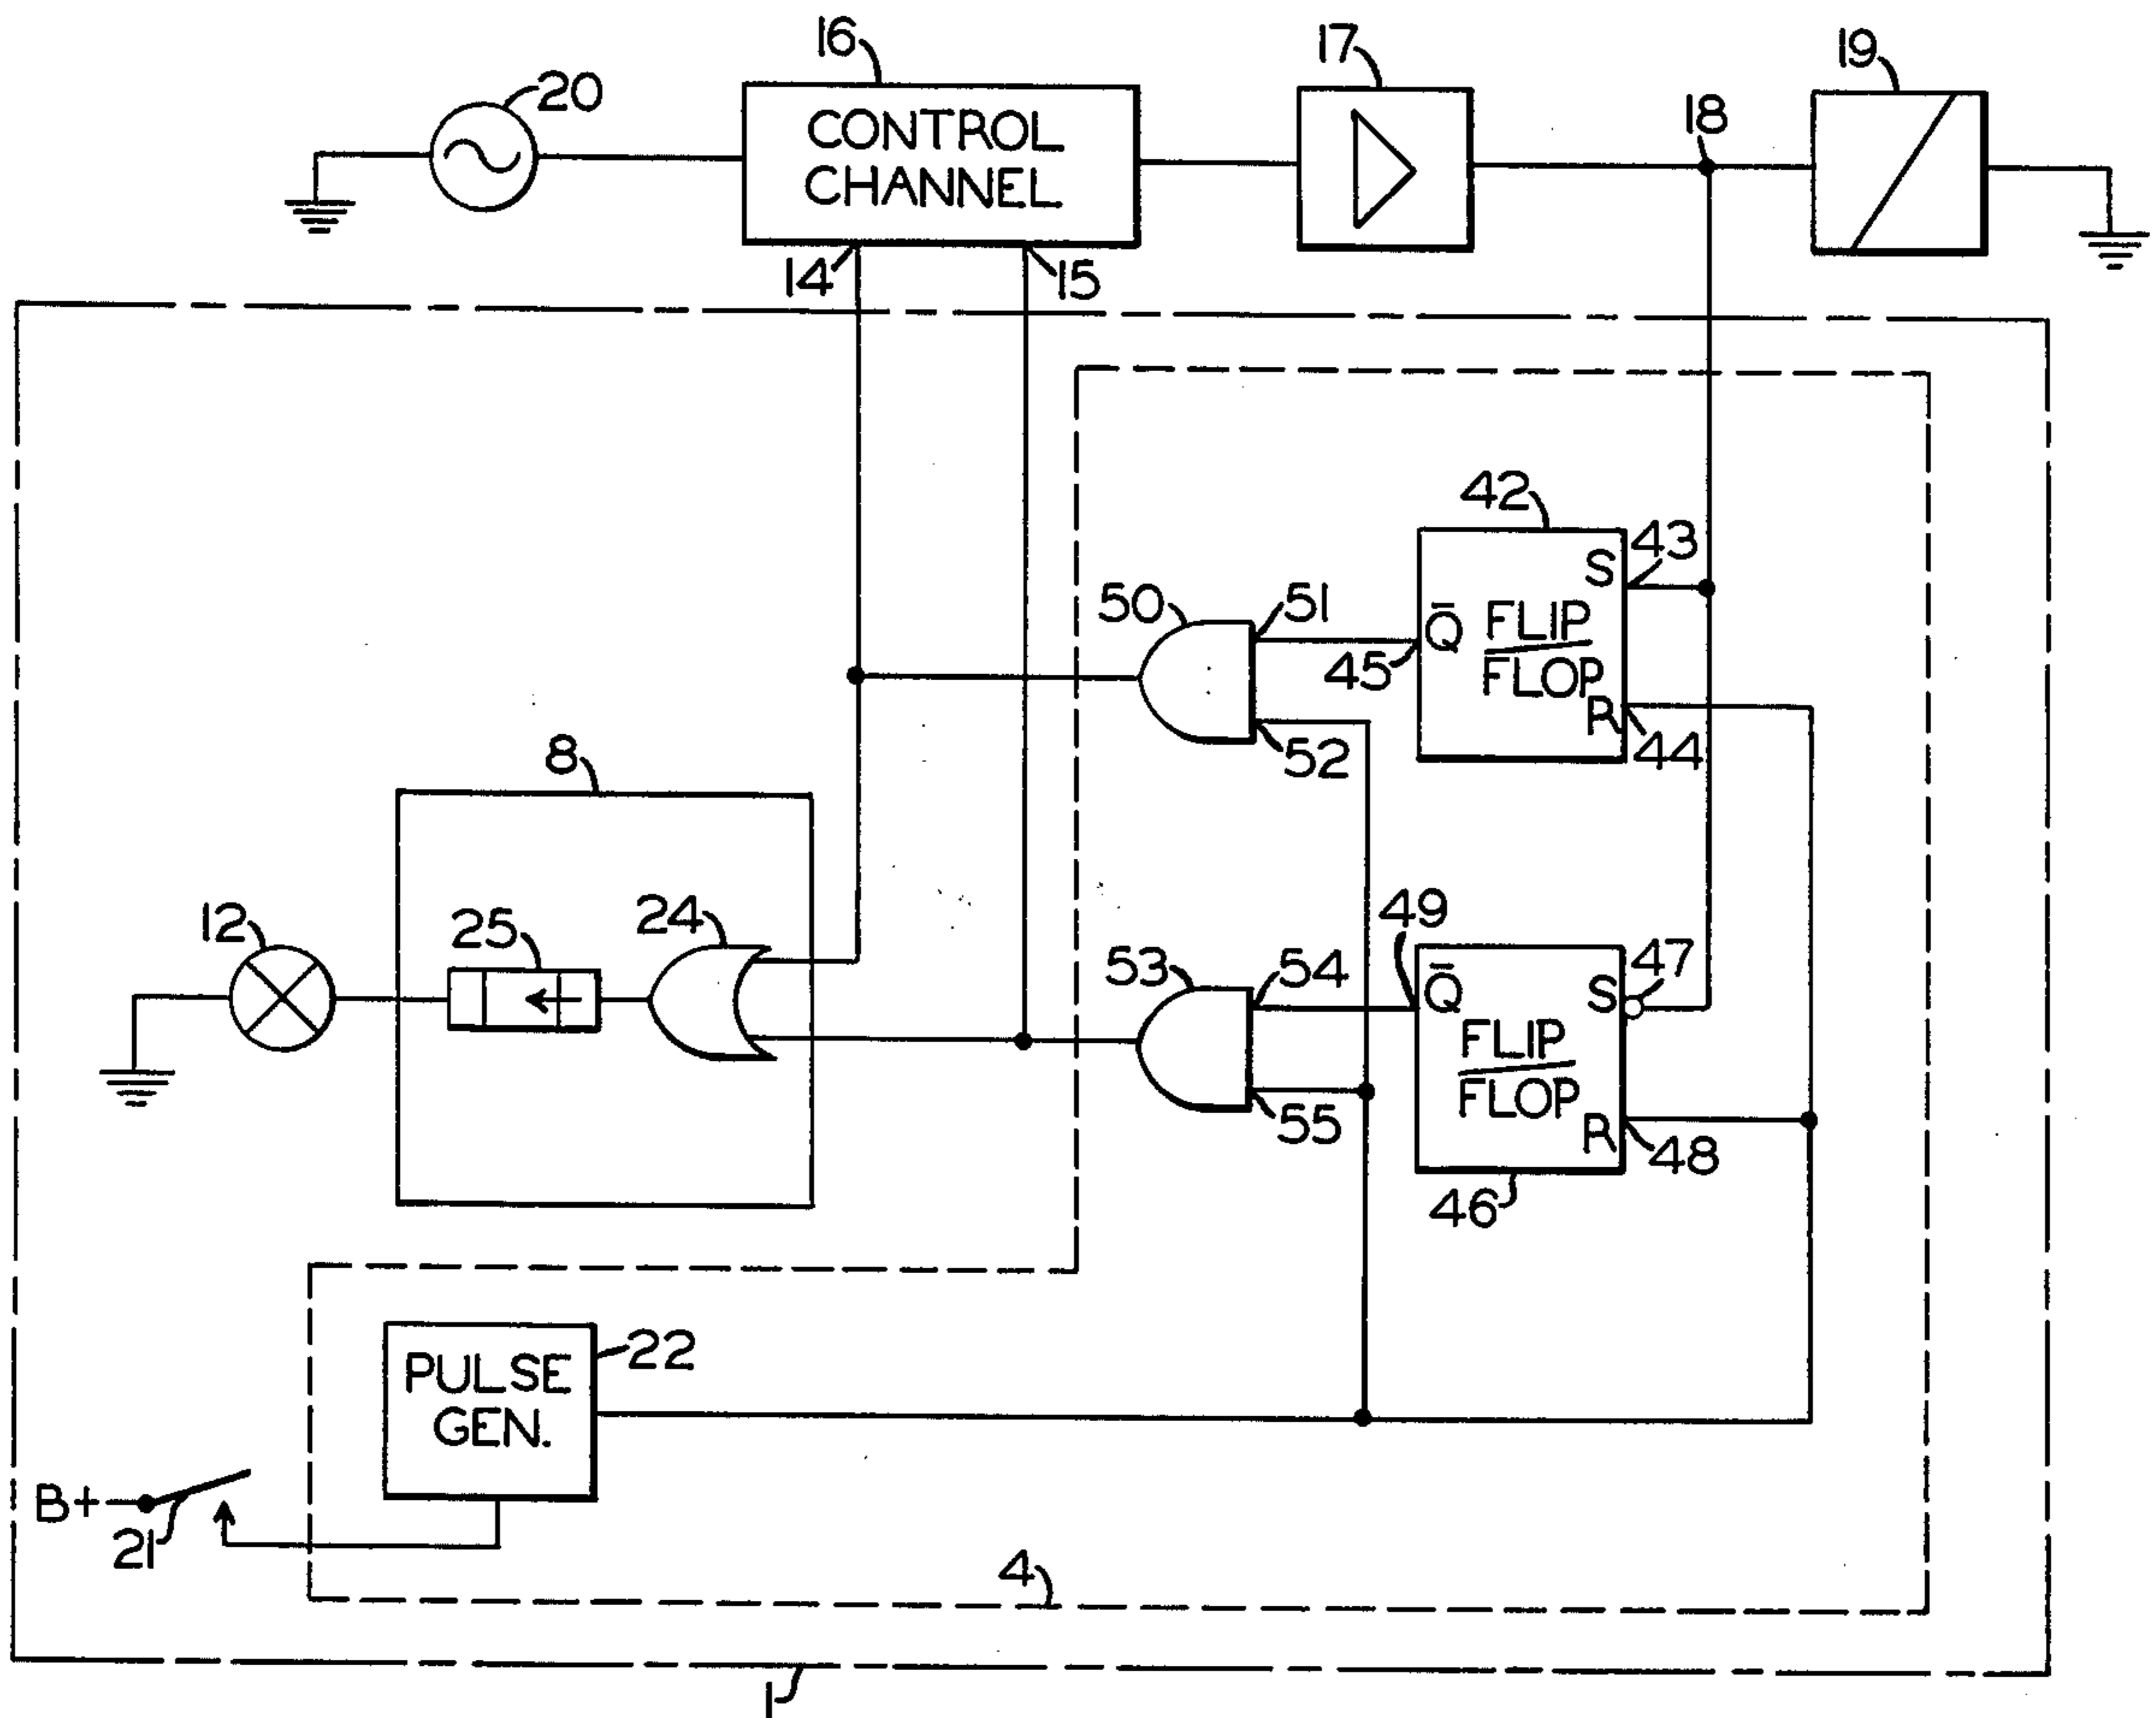 16
17
19
20
18
CONTROL
CHANNEL
14
15
42
43
S
50
51
Q̄
FLIP
FLOP
45
R
52
44
8
49
47
12
25
24
53
54
Q̄
S
FLIP
FLOP
55
R
48
46
PULSE
GEN.
22
B+
21
4
1